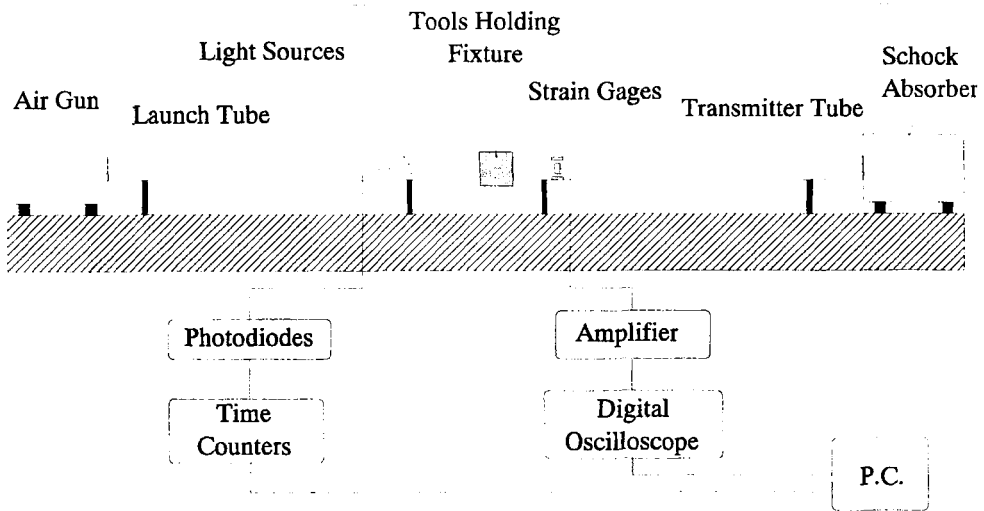 Tools Holding
Fixture
Light Sources
Schock
Absorber
Strain Gages
Air Gun
Launch Tube
Transmitter Tube
Photodiodes
Amplifier
Time
Counters
Digital
Oscilloscope
P.C.